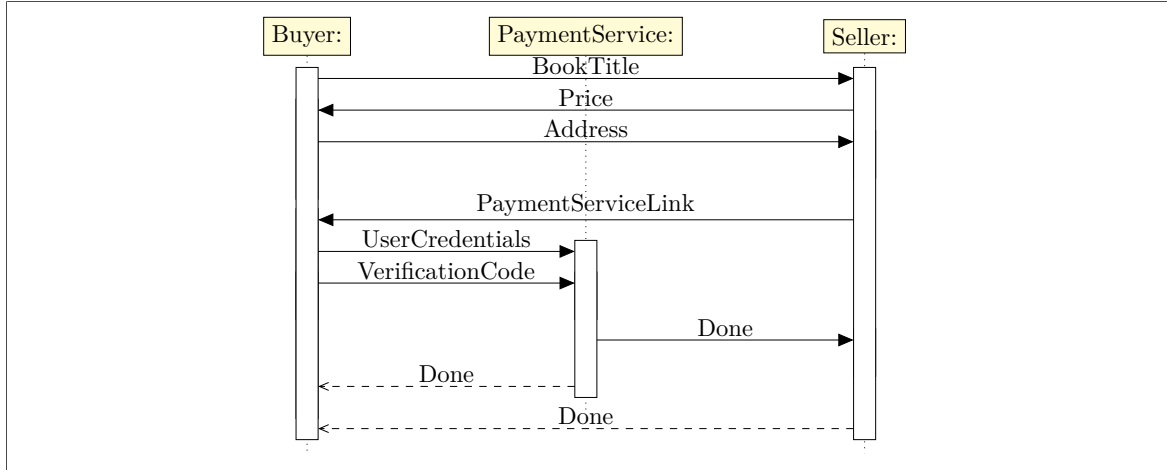 Buyer:
PaymentService:
Seller:
BookTitle
Price
Address
PaymentServiceLink
UserCredentials
VerificationCode
Done
Done
Done